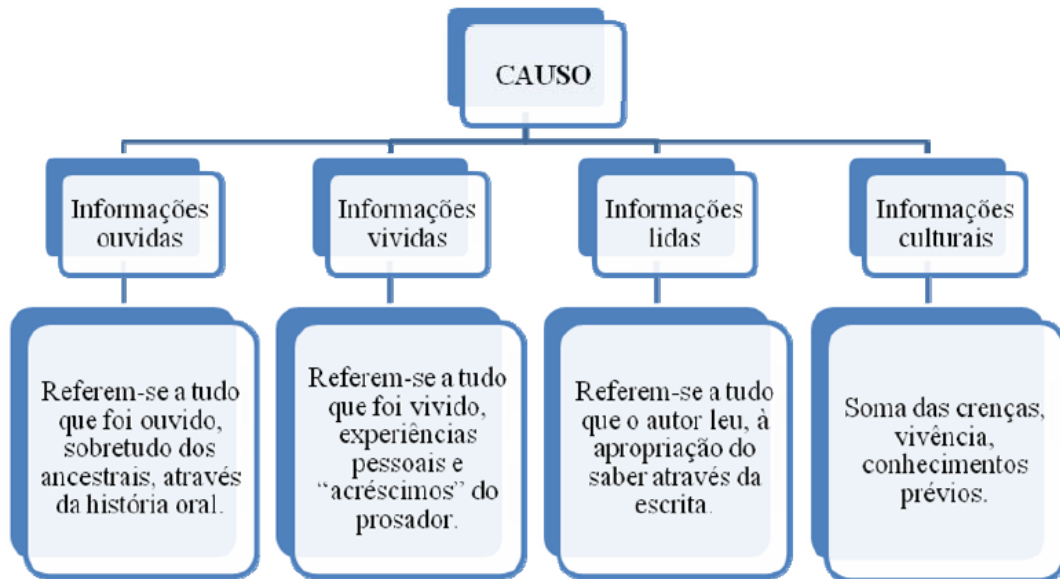 CAUSO
Informações
ouvidas
Informações
vividas
Informações
lidas
Informações
culturais
Referem-se a tudo
que foi ouvido,
sobretudo dos
ancestrais, através
da história oral.
Referem-se a tudo
que foi vivido,
experiências
pessoais e
“acréscimos” do
prosador.
Referem-se a tudo
que o autor leu, à
apropriação do
saber através da
escrita.
Soma das crenças,
vivência,
conhecimentos
prévios.